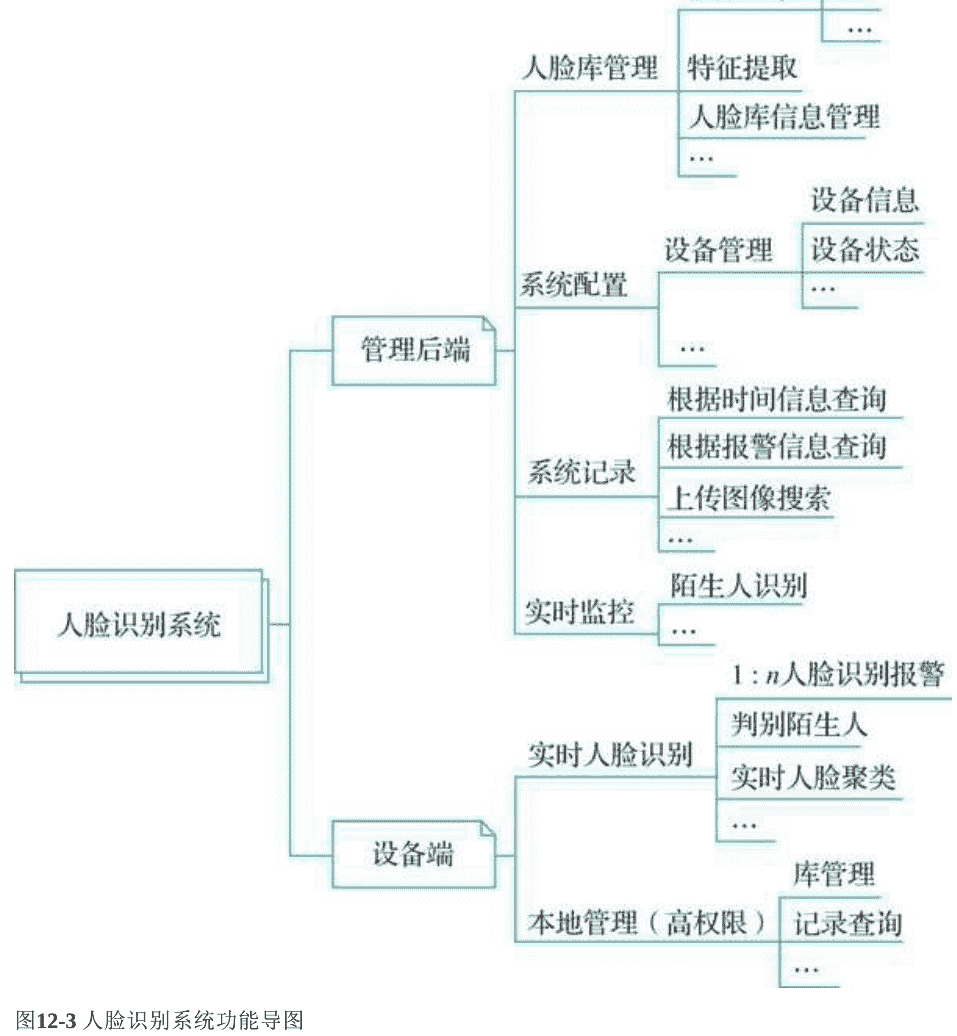 …
人脸库管理
特征提取
人脸库信息管理
…
设备信息
设备管理
设备状态
系统配置
…
管理后端
…
根据时间信息查询
根据报警信息查询
系统记录
上传图像搜索
…
陌生人识别
实时监控
…
人脸识别系统
1:n人脸识别报警
判别陌生人
实时人脸识别
实时人脸聚类
…
设备端
库管理
本地管理（高权限）
记录查询
…
图12-3 人脸识别系统功能导图